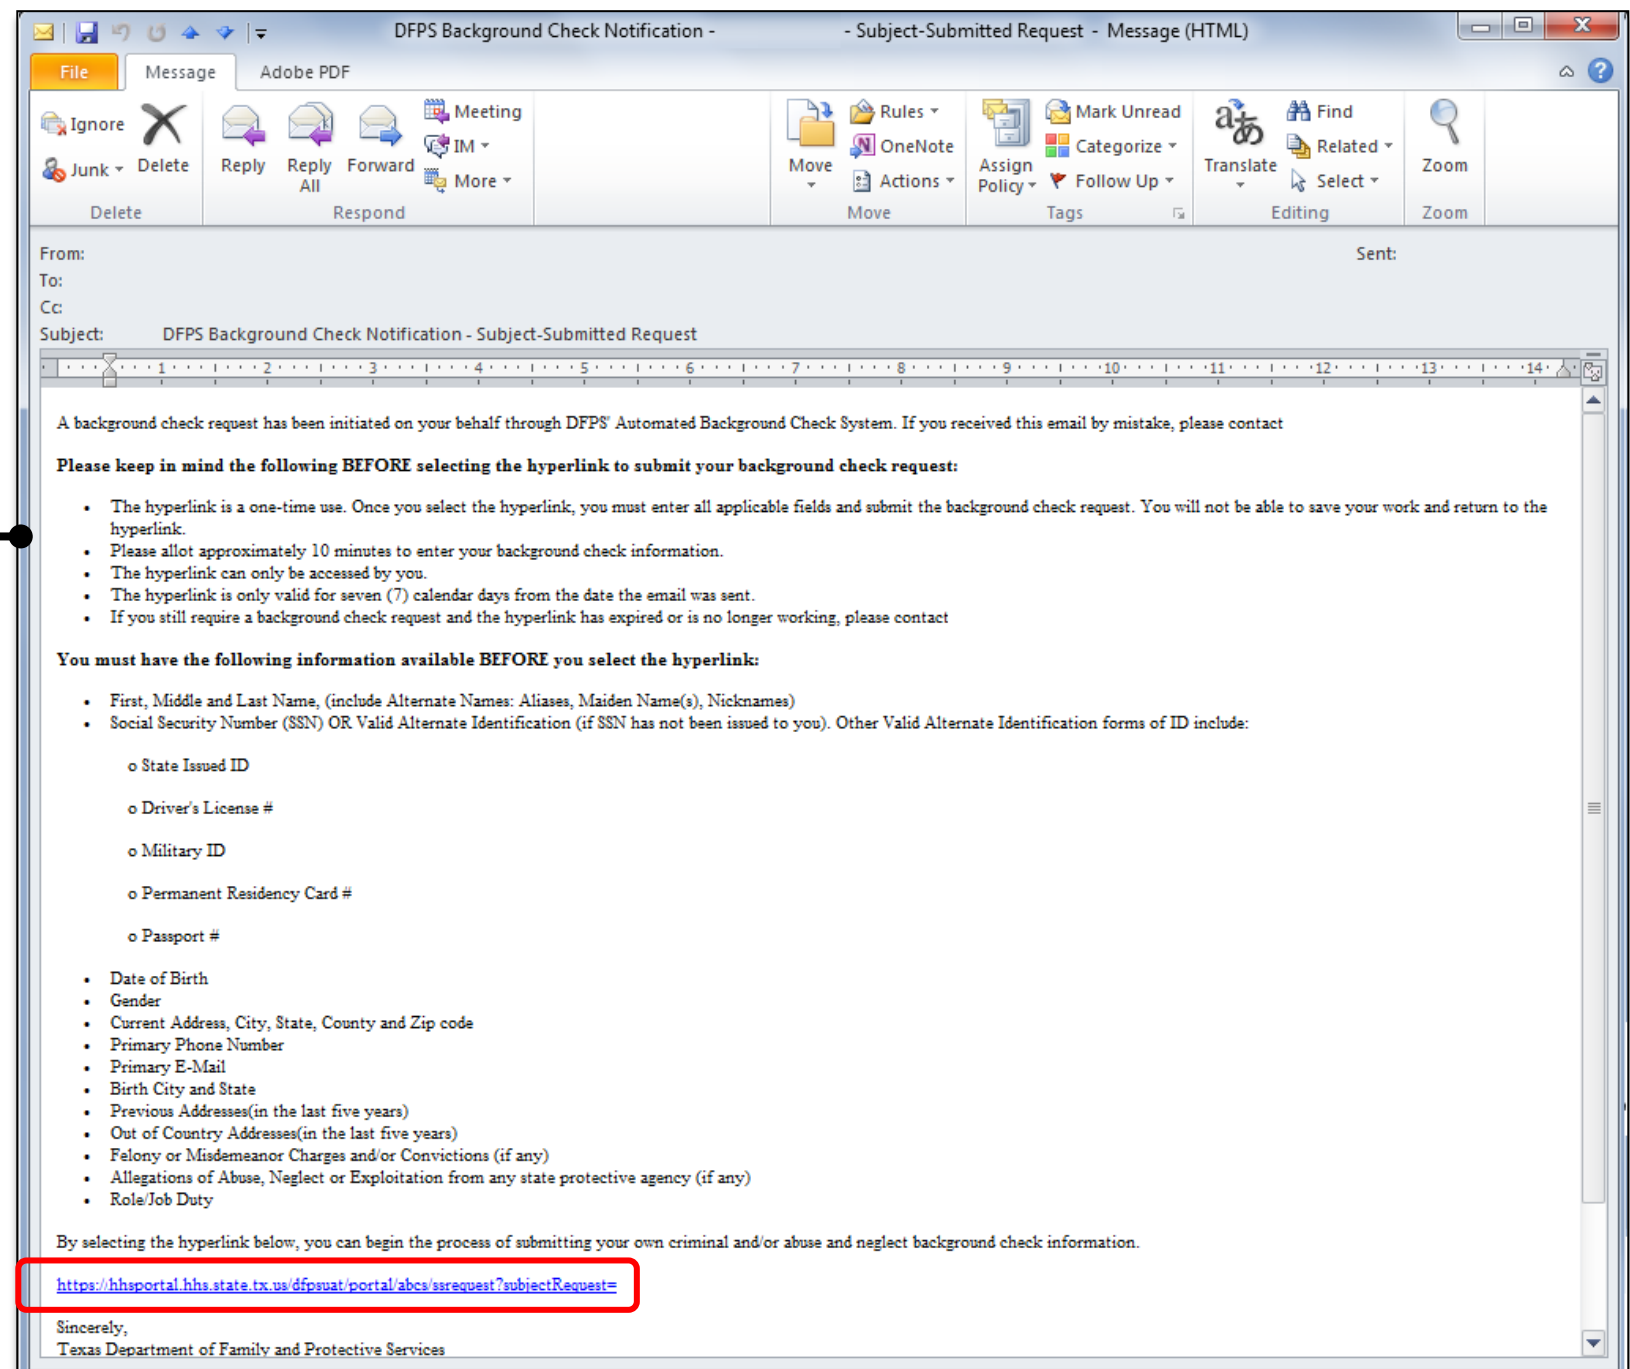 DFPS Background Check Notification - - Subject-Submitted Request - Message (HTML)
File Message Adobe PDF
Ignore
Junk
Delete
Delete
Reply
Reply All
Forward
Meeting
IM
More
Respond
Move
Rules
OneNote
Actions
Move
Assign Policy
Mark Unread
Categorize
Follow Up
Tags
Translate
Find
Related
Select
Editing
Zoom
Zoom
From: Sent:
To:
Cc:
Subject: DFPS Background Check Notification - Subject-Submitted Request
1 2 3 4 5 6 7 8 9 10 11 12 13 14
A background check request has been initiated on your behalf through DFPS' Automated Background Check System. If you received this email by mistake, please contact
Please keep in mind the following BEFORE selecting the hyperlink to submit your background check request:
• The hyperlink is a one-time use. Once you select the hyperlink, you must enter all applicable fields and submit the background check request. You will not be able to save your work and return to the
hyperlink.
• Please allot approximately 10 minutes to enter your background check information.
• The hyperlink can only be accessed by you.
• The hyperlink is only valid for seven (7) calendar days from the date the email was sent.
• If you still require a background check request and the hyperlink has expired or is no longer working, please contact
You must have the following information available BEFORE you select the hyperlink:
• First, Middle and Last Name, (include Alternate Names: Aliases, Maiden Name(s), Nicknames)
• Social Security Number (SSN) OR Valid Alternate Identification (if SSN has not been issued to you). Other Valid Alternate Identification forms of ID include:
o State Issued ID
o Driver's License #
o Military ID
o Permanent Residency Card #
o Passport #
• Date of Birth
• Gender
• Current Address, City, State, County and Zip code
• Primary Phone Number
• Primary E-Mail
• Birth City and State
• Previous Addresses(in the last five years)
• Out of Country Addresses(in the last five years)
• Felony or Misdemeanor Charges and/or Convictions (if any)
• Allegations of Abuse, Neglect or Exploitation from any state protective agency (if any)
• Role/Job Duty
By selecting the hyperlink below, you can begin the process of submitting your own criminal and/or abuse and neglect background check information.
https://hhsportal.hhs.state.tx.us/dfpsuat/portal/abcs/ssrequest?subjectRequest=
Sincerely,
Texas Department of Family and Protective Services